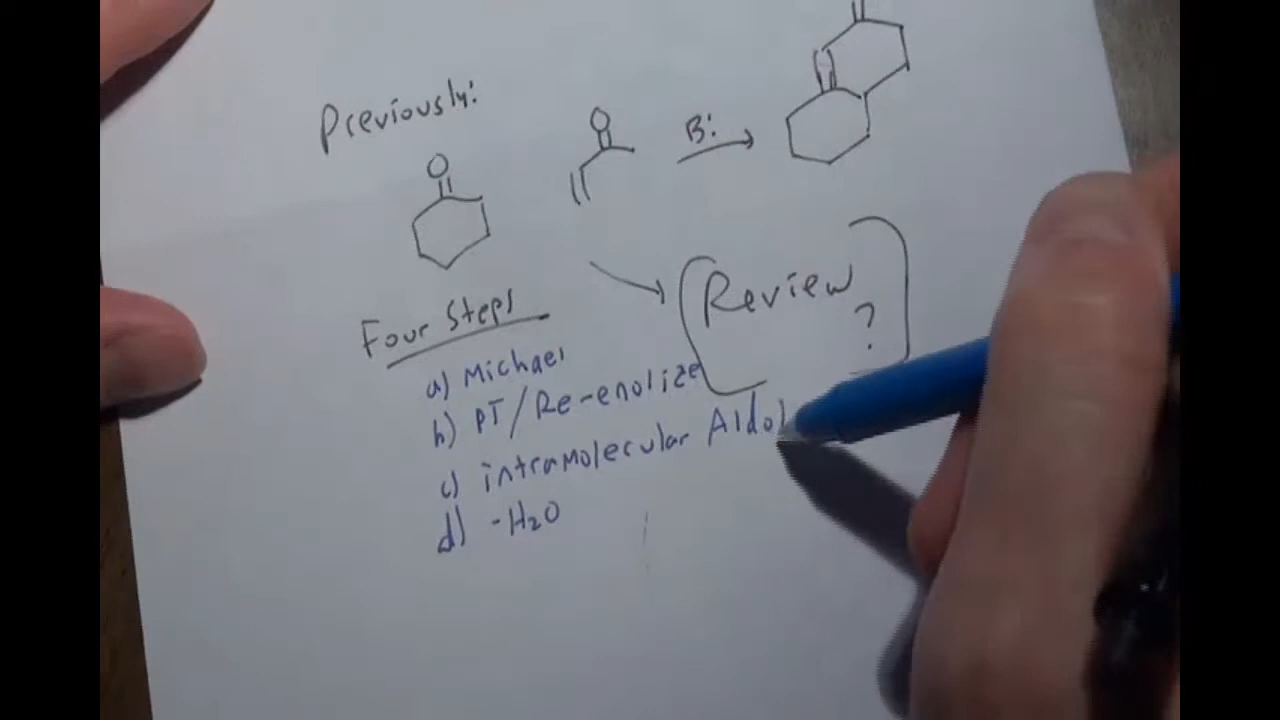 Previously:
O
O
B:
Review
?
Four Steps
a) Michael
b) PT/Re-enolize
c) intramolecular Aldol
d) -H2O